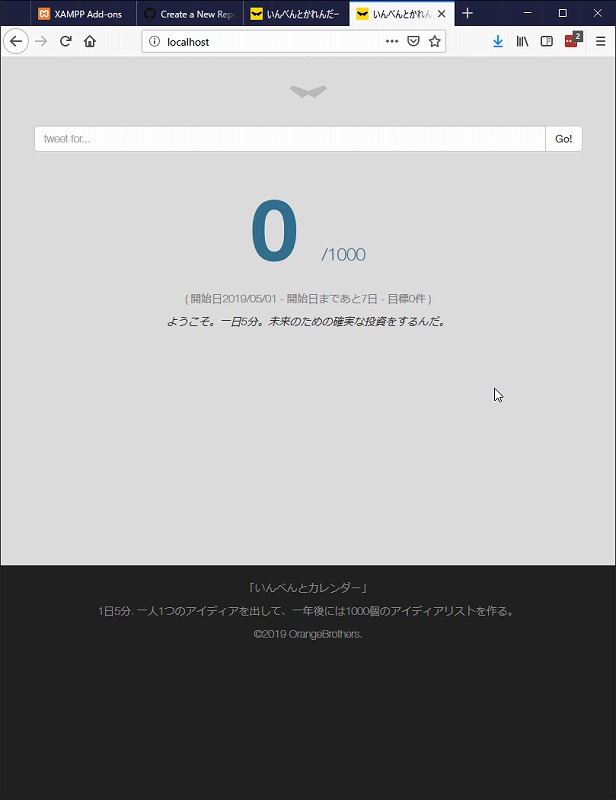 XAMPP Add-ons
Create a New Repo
いんべんとかれんだー
いんべんとかれん
localhost
2
tweet for...
Go!
0 /1000
( 開始日2019/05/01 - 開始日まであと7日 - 目標0件 )
ようこそ。一日5分。未来のための確実な投資をするんだ。
「いんべんとカレンダー」
1日5分. 一人1つのアイディアを出して、一年後には1000個のアイディアリストを作る。
©2019 OrangeBrothers.